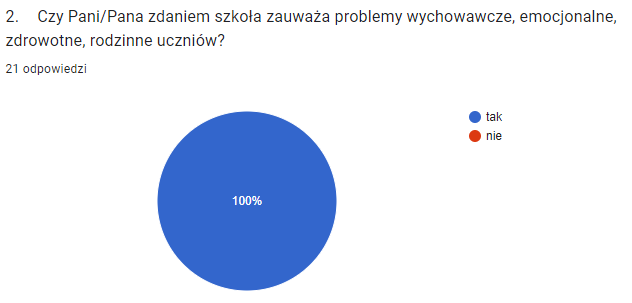 2. Czy Pani/Pana zdaniem szkoła zauważa problemy wychowawcze, emocjonalne,
zdrowotne, rodzinne uczniów?
21 odpowiedzi
tak
nie
100%